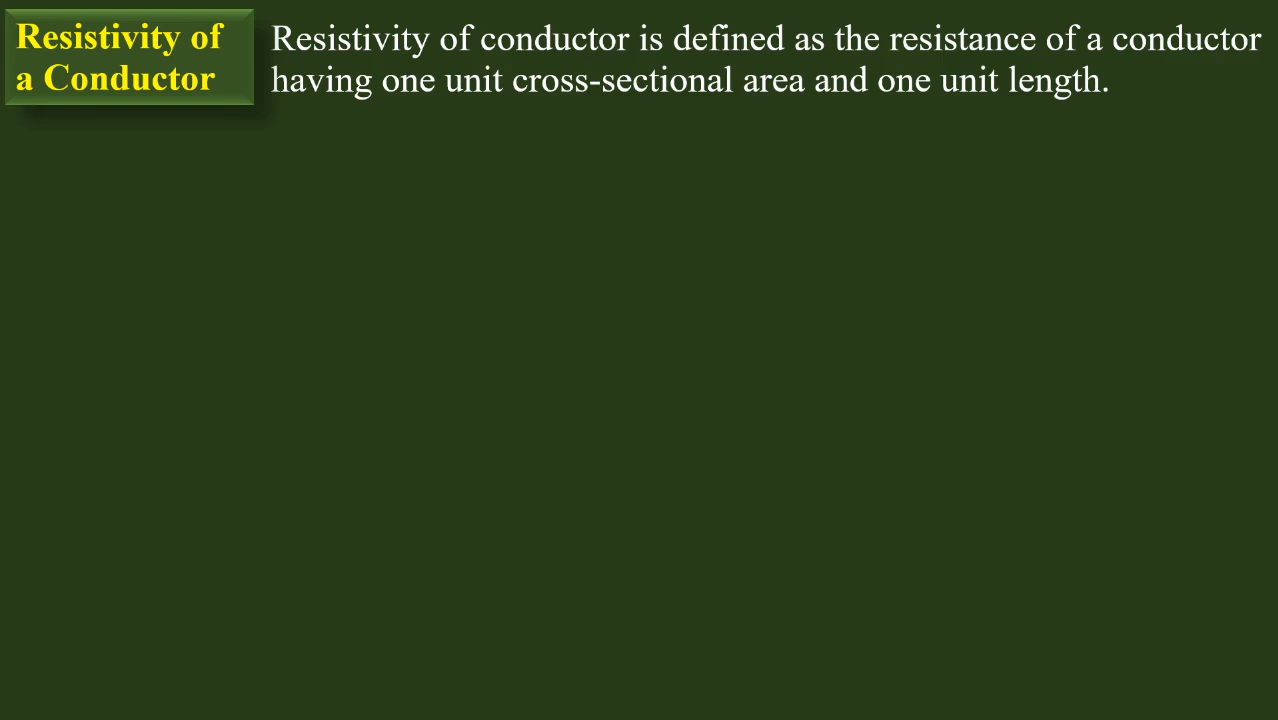 Resistivity of
a Conductor
Resistivity of conductor is defined as the resistance of a conductor
having one unit cross-sectional area and one unit length.